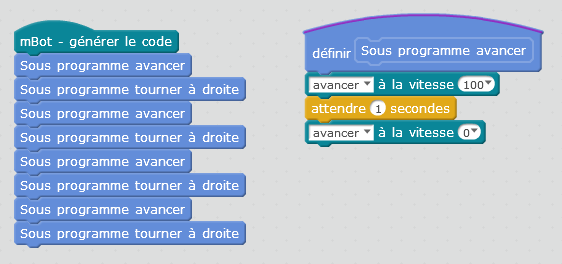 mBot - générer le code
Sous programme avancer
Sous programme tourner à droite
Sous programme avancer
Sous programme tourner à droite
Sous programme avancer
Sous programme tourner à droite
Sous programme avancer
Sous programme tourner à droite
définir Sous programme avancer
avancer à la vitesse 100
attendre 1 secondes
avancer à la vitesse 0